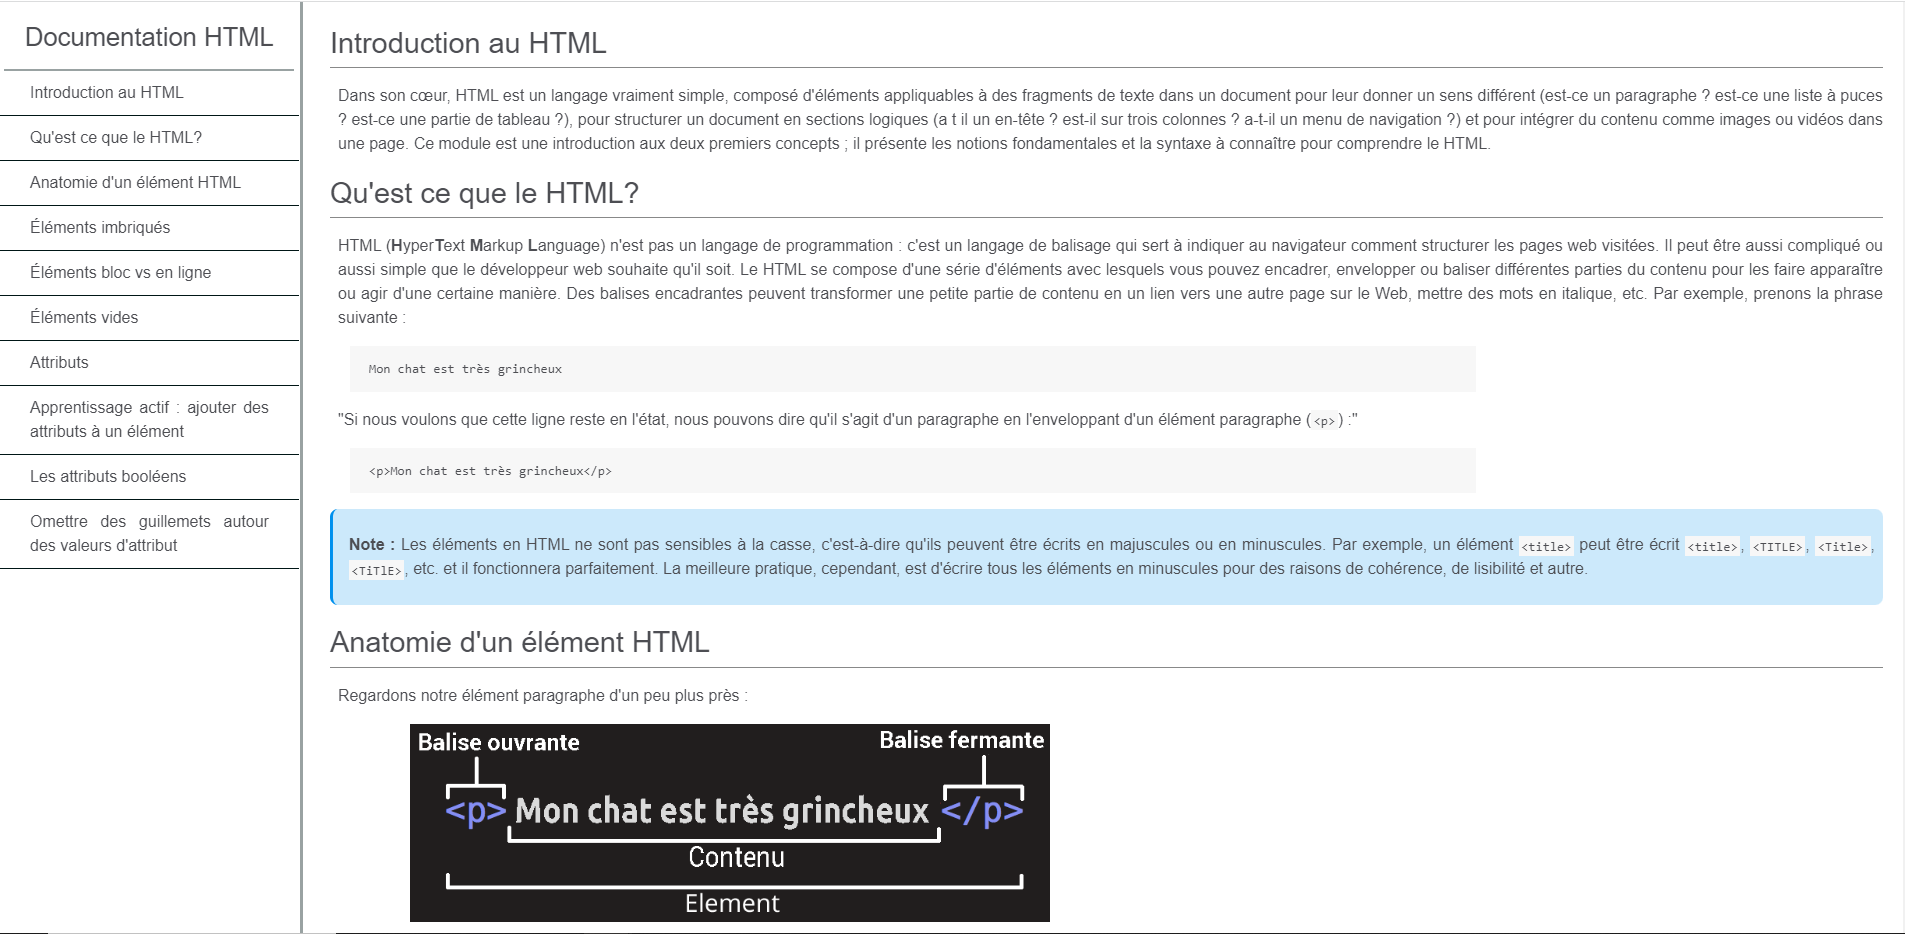 Documentation HTML
Introduction au HTML
Qu'est ce que le HTML?
Anatomie d'un élément HTML
Éléments imbriqués
Éléments bloc vs en ligne
Éléments vides
Attributs
Apprentissage actif : ajouter des
attributs à un élément
Les attributs booléens
Omettre des guillemets autour
des valeurs d'attribut
Introduction au HTML
Dans son cœur, HTML est un langage vraiment simple, composé d'éléments appliquables à des fragments de texte dans un document pour leur donner un sens différent (est-ce un paragraphe ? est-ce une liste à puces
? est-ce une partie de tableau ?), pour structurer un document en sections logiques (a t il un en-tête ? est-il sur trois colonnes ? a-t-il un menu de navigation ?) et pour intégrer du contenu comme images ou vidéos dans
une page. Ce module est une introduction aux deux premiers concepts ; il présente les notions fondamentales et la syntaxe à connaître pour comprendre le HTML.
Qu'est ce que le HTML?
HTML (HyperText Markup Language) n'est pas un langage de programmation : c'est un langage de balisage qui sert à indiquer au navigateur comment structurer les pages web visitées. Il peut être aussi compliqué ou
aussi simple que le développeur web souhaite qu'il soit. Le HTML se compose d'une série d'éléments avec lesquels vous pouvez encadrer, envelopper ou baliser différentes parties du contenu pour les faire apparaître
ou agir d'une certaine manière. Des balises encadrantes peuvent transformer une petite partie de contenu en un lien vers une autre page sur le Web, mettre des mots en italique, etc. Par exemple, prenons la phrase
suivante :
Mon chat est très grincheux
"Si nous voulons que cette ligne reste en l'état, nous pouvons dire qu'il s'agit d'un paragraphe en l'enveloppant d'un élément paragraphe ( <p> ) :"
<p>Mon chat est très grincheux</p>
Note : Les éléments en HTML ne sont pas sensibles à la casse, c'est-à-dire qu'ils peuvent être écrits en majuscules ou en minuscules. Par exemple, un élément <title> peut être écrit <title>, <TITLE>, <Title>,
<TiTlE>, etc. et il fonctionnera parfaitement. La meilleure pratique, cependant, est d'écrire tous les éléments en minuscules pour des raisons de cohérence, de lisibilité et autre.
Anatomie d'un élément HTML
Regardons notre élément paragraphe d'un peu plus près :
Balise ouvrante
Balise fermante
<p> Mon chat est très grincheux </p>
Contenu
Element